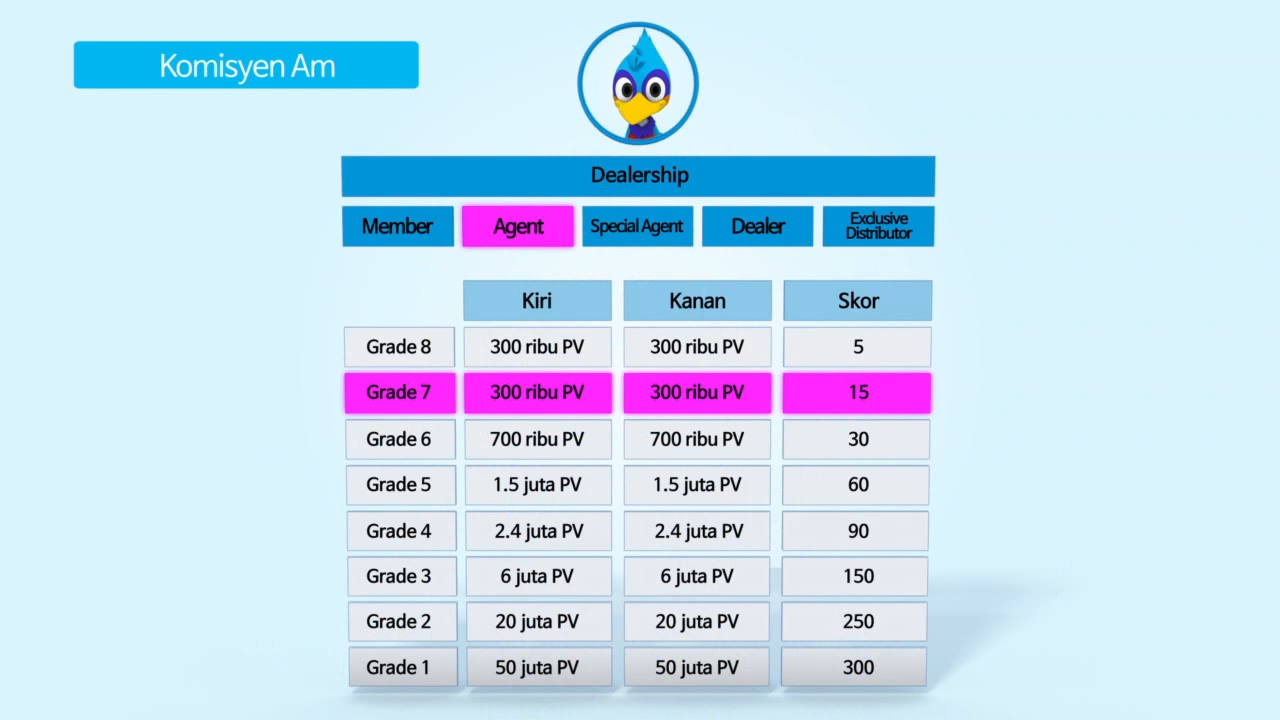 Komisyen Am
Dealership
Member Agent Special Agent Dealer Exclusive Distributor
Kiri Kanan Skor
Grade 8 300 ribu PV 300 ribu PV 5
Grade 7 300 ribu PV 300 ribu PV 15
Grade 6 700 ribu PV 700 ribu PV 30
Grade 5 1.5 juta PV 1.5 juta PV 60
Grade 4 2.4 juta PV 2.4 juta PV 90
Grade 3 6 juta PV 6 juta PV 150
Grade 2 20 juta PV 20 juta PV 250
Grade 1 50 juta PV 50 juta PV 300